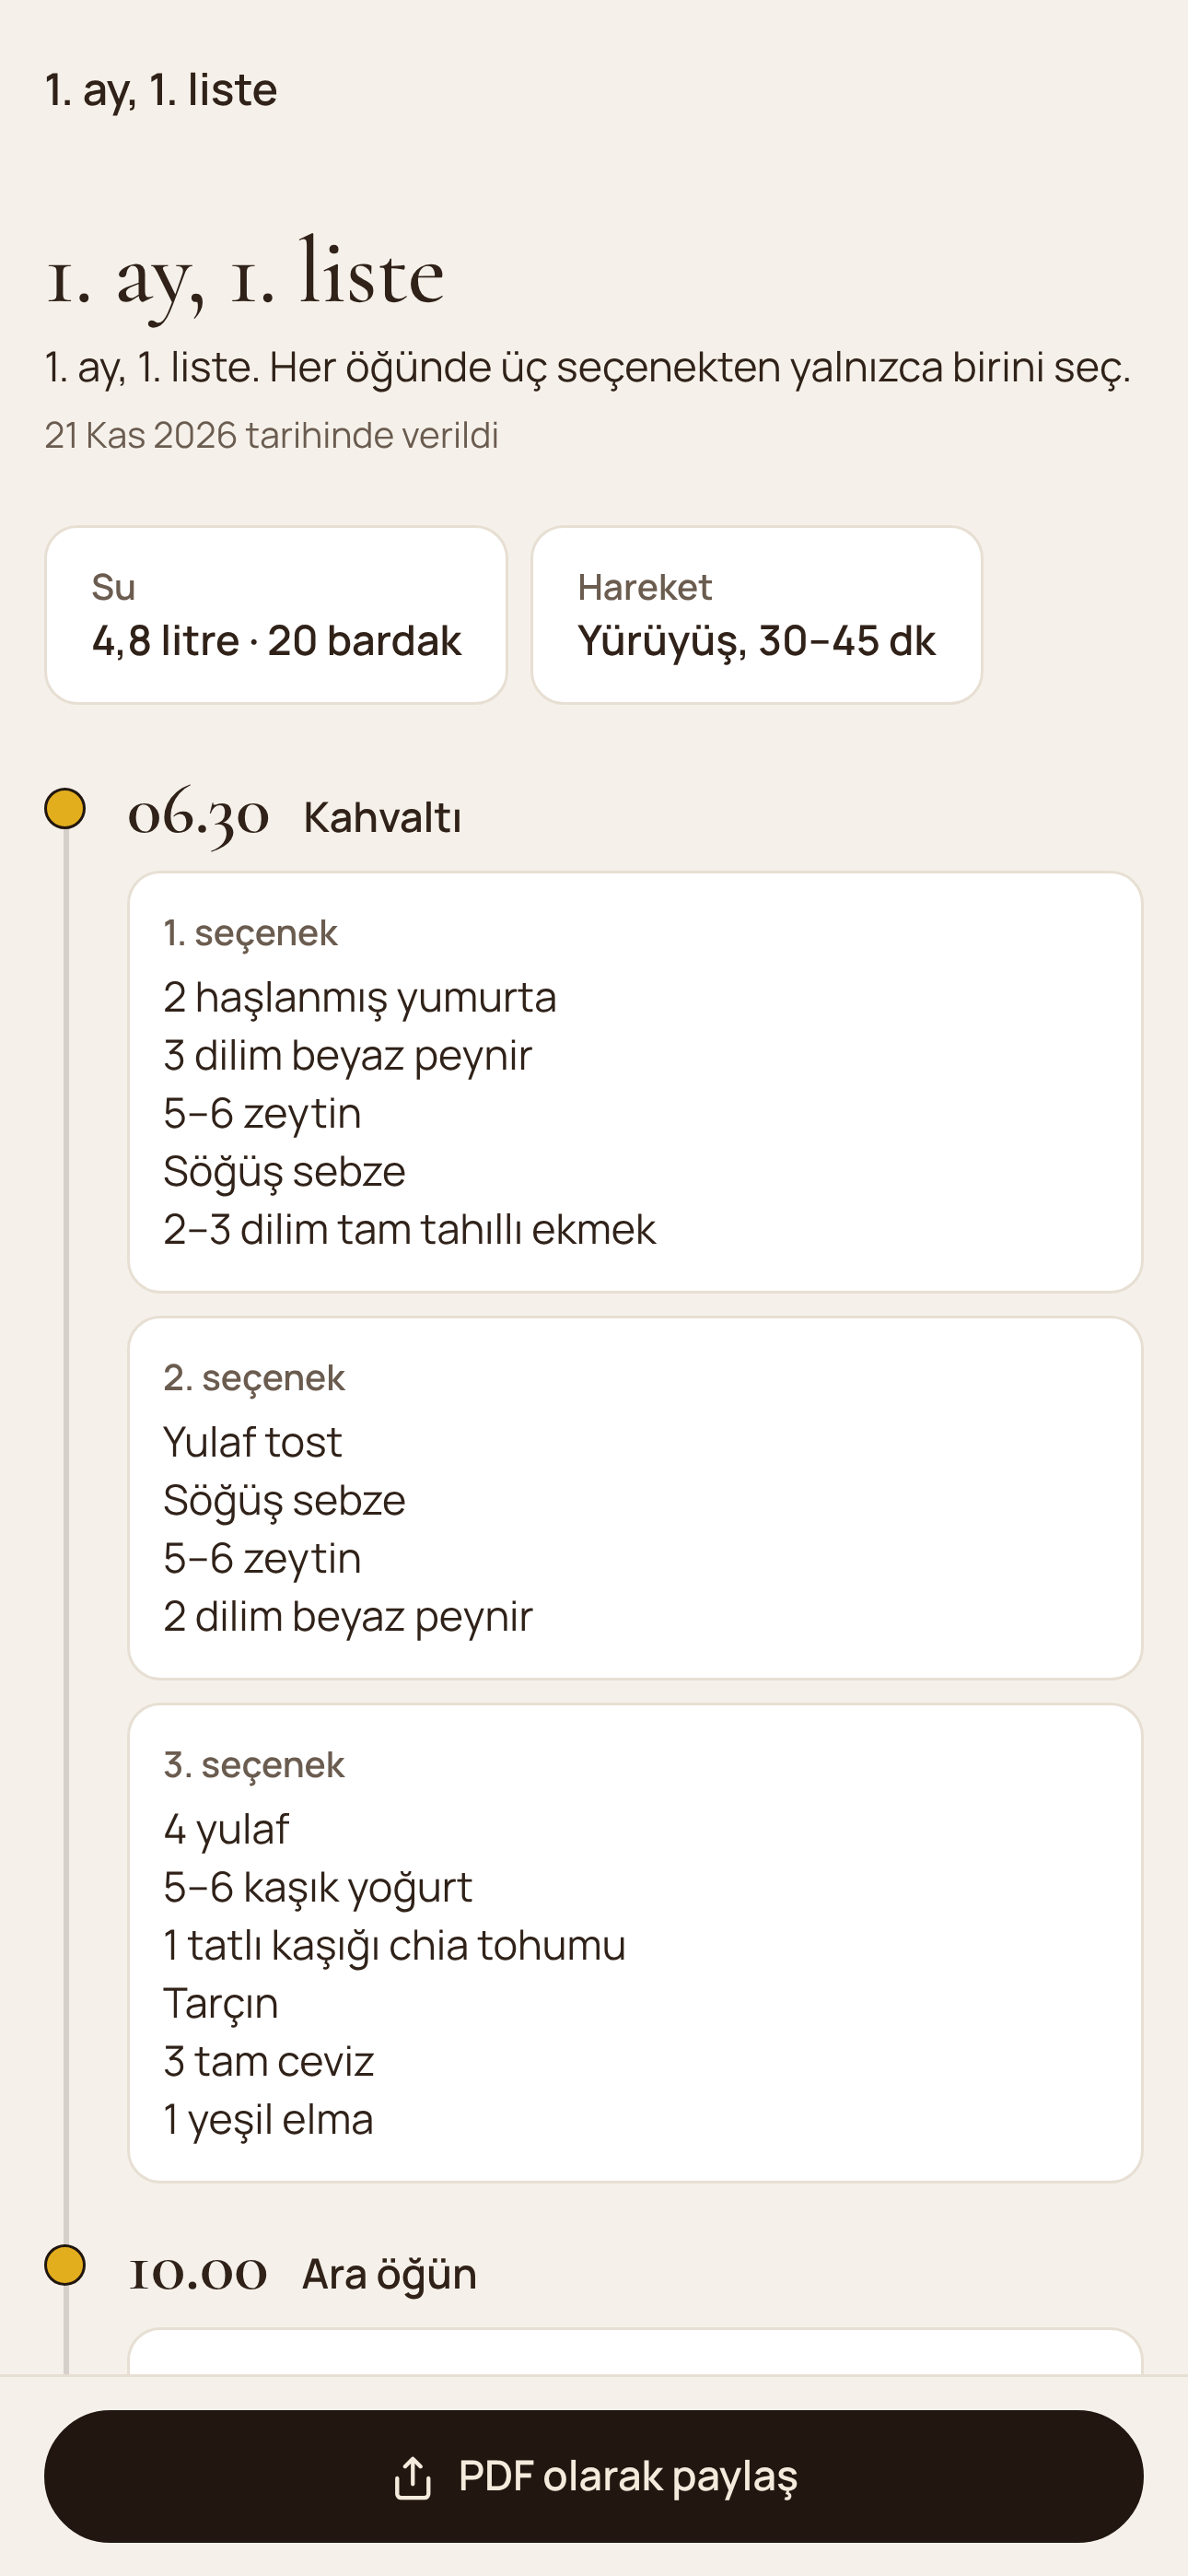 1. ay, 1. liste
1. ay, 1. liste
1. ay, 1. liste. Her öğünde üç seçenekten yalnızca birini seç.
21 Kas 2026 tarihinde verildi
Su
4,8 litre · 20 bardak
Hareket
Yürüyüş, 30–45 dk
06.30 Kahvaltı
1. seçenek
2 haşlanmış yumurta
3 dilim beyaz peynir
5–6 zeytin
Söğüş sebze
2–3 dilim tam tahıllı ekmek
2. seçenek
Yulaf tost
Söğüş sebze
5–6 zeytin
2 dilim beyaz peynir
3. seçenek
4 yulaf
5–6 kaşık yoğurt
1 tatlı kaşığı chia tohumu
Tarçın
3 tam ceviz
1 yeşil elma
10.00 Ara öğün
PDF olarak paylaş